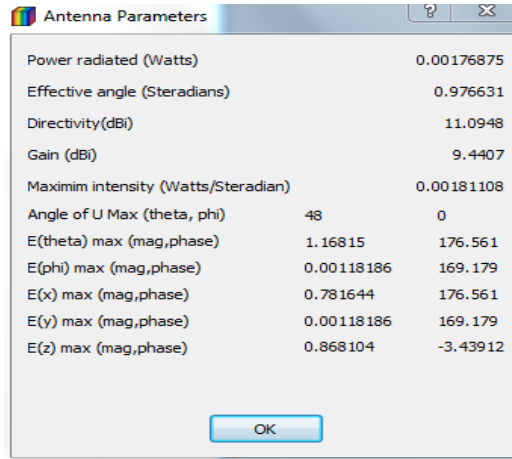 Antenna Parameters
Power radiated (Watts) 0.00176875
Effective angle (Steradians) 0.976631
Directivity(dBi) 11.0948
Gain (dBi) 9.4407
Maximim intensity (Watts/Steradian) 0.00181108
Angle of U Max (theta, phi) 48 0
E(theta) max (mag,phase) 1.16815 176.561
E(phi) max (mag,phase) 0.00118186 169.179
E(x) max (mag,phase) 0.781644 176.561
E(y) max (mag,phase) 0.00118186 169.179
E(z) max (mag,phase) 0.868104 -3.43912
OK